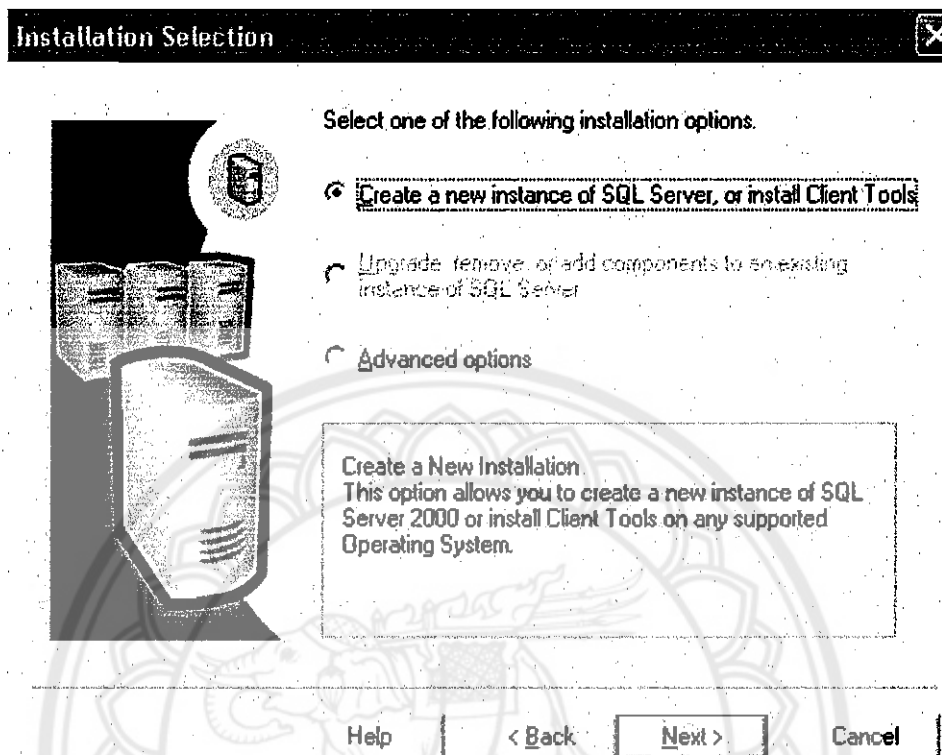 Installation Selection
Select one of the following installation options.
Create a new instance of SQL Server, or install Client Tools
Upgrade, remove, or add components to an existing
instance of SQL Server
Advanced options
Create a New Installation
This option allows you to create a new instance of SQL
Server 2000 or install Client Tools on any supported
Operating System.
Help < Back Next > Cancel